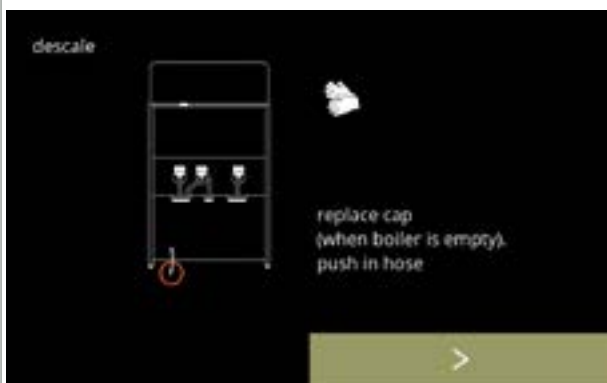 descale
replace cap
(when boiler is empty).
push in hose
>